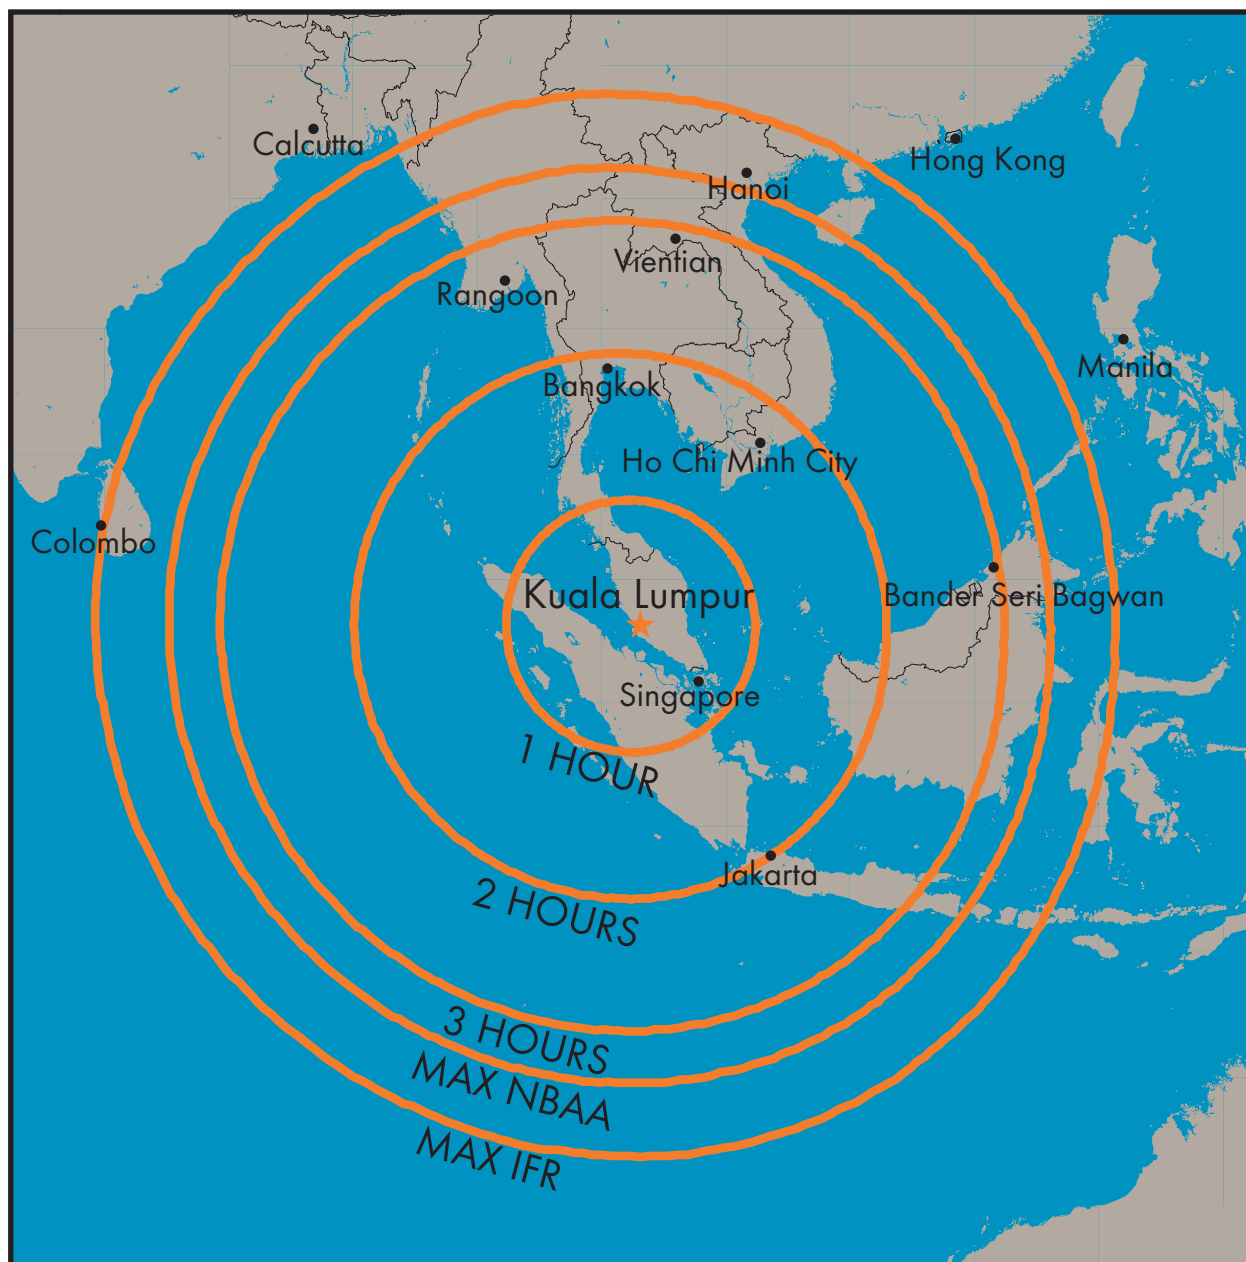 Calcutta
Hong Kong
Hanoi
Vientian
Rangoon
Manila
Bangkok
Ho Chi Minh City
Colombo
Kuala Lumpur
Bander Seri Bagwan
Singapore
1 HOUR
Jakarta
2 HOURS
3 HOURS
MAX NBAA
MAX IFR